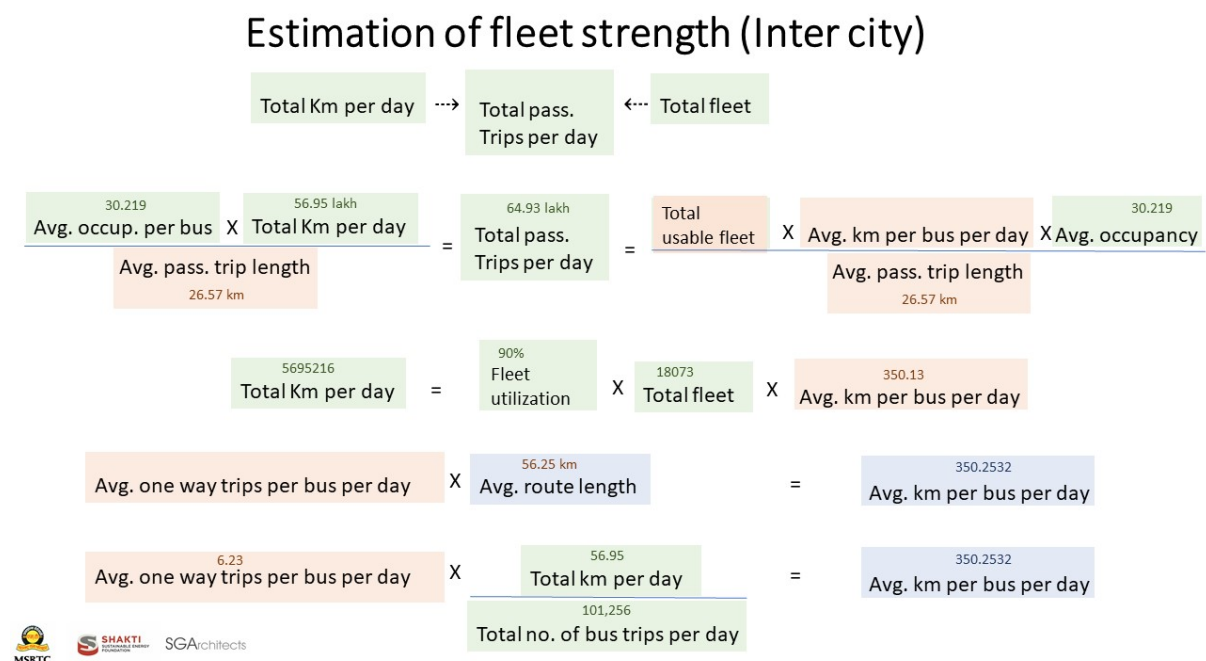 Estimation of fleet strength (Inter city)
Total Km per day
Total pass.
Trips per day
Total fleet
30.219
Avg. occup. per bus
X
56.95 lakh
Total Km per day
Avg. pass. trip length
26.57 km
=
64.93 lakh
Total pass.
Trips per day
=
Total
usable fleet
X
Avg. km per bus per day
X
30.219
Avg. occupancy
Avg. pass. trip length
26.57 km
5695216
Total Km per day
=
90%
Fleet
utilization
X
18073
Total fleet
X
350.13
Avg. km per bus per day
Avg. one way trips per bus per day
X
56.25 km
Avg. route length
=
350.2532
Avg. km per bus per day
6.23
Avg. one way trips per bus per day
X
56.95
Total km per day
101,256
Total no. of bus trips per day
=
350.2532
Avg. km per bus per day
MSRTC
SHAKTI
SUSTAINABLE ENERGY
FOUNDATION
SGArchitects